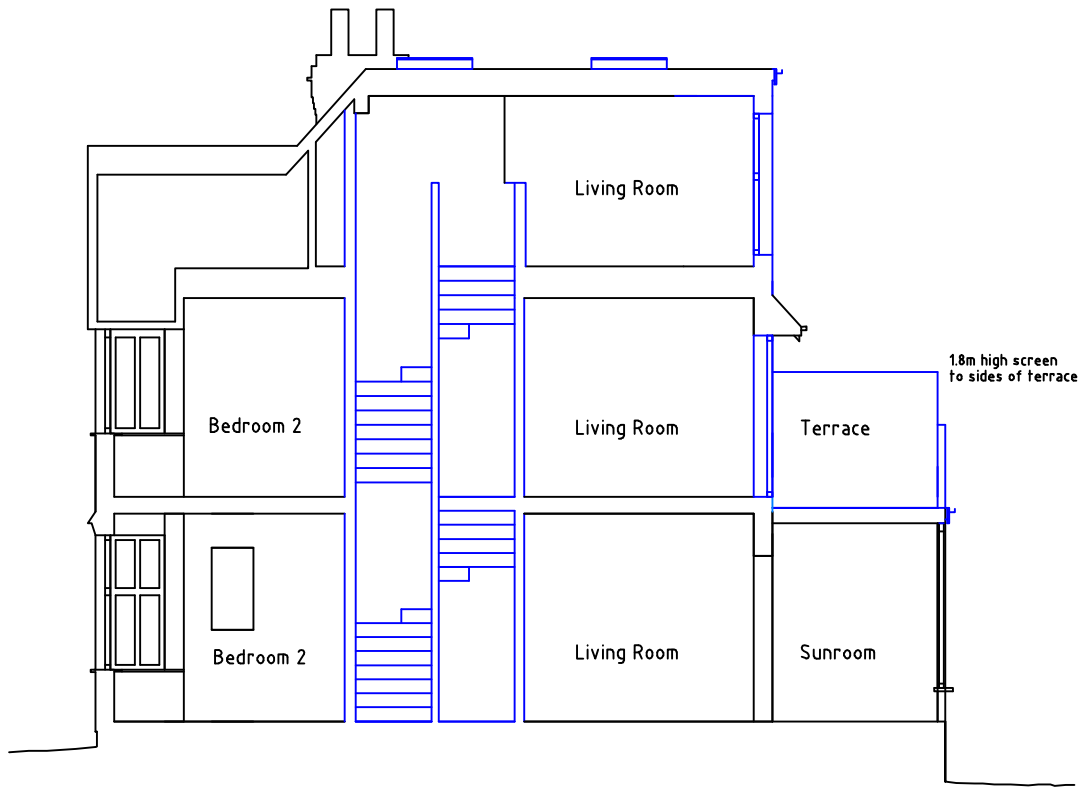 Living Room
1.8m high screen
to sides of terrace
Bedroom 2
Living Room
Terrace
Bedroom 2
Living Room
Sunroom